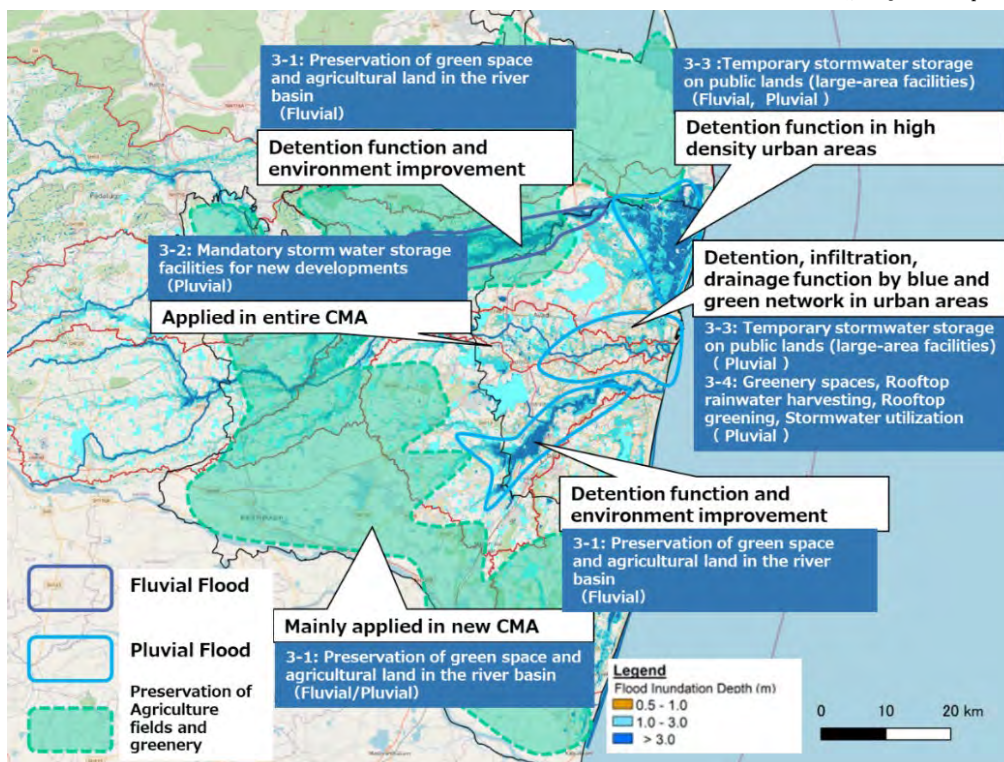 3-1: Preservation of green space
and agricultural land in the river
basin
（Fluvial）
Detention function and
environment improvement
3-3 :Temporary stormwater storage
on public lands (large-area facilities)
(Fluvial, Pluvial )
Detention function in high
density urban areas
3-2: Mandatory storm water storage
facilities for new developments
(Pluvial)
Applied in entire CMA
Detention, infiltration,
drainage function by blue and
green network in urban areas
3-3: Temporary stormwater storage
on public lands (large-area facilities)
（ Pluvial ）
3-4: Greenery spaces, Rooftop
rainwater harvesting, Rooftop
greening, Stormwater utilization
（ Pluvial ）
Detention function and
environment improvement
3-1: Preservation of green space
and agricultural land in the river
basin
（Fluvial）
Mainly applied in new CMA
3-1: Preservation of green space and
agricultural land in the river basin
（Fluvial/Pluvial）
Fluvial Flood
Pluvial Flood
Preservation of
Agriculture
fields and
greenery
Legend
Flood Inundation Depth (m)
0.5 - 1.0
1.0 - 3.0
> 3.0
0 10 20 km